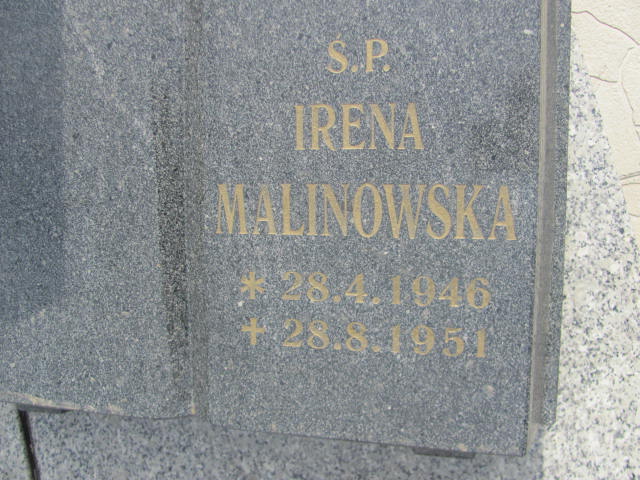 Ś.P.
IRENA
MALINOWSKA
* 28.4.1946
+ 28.8.1951